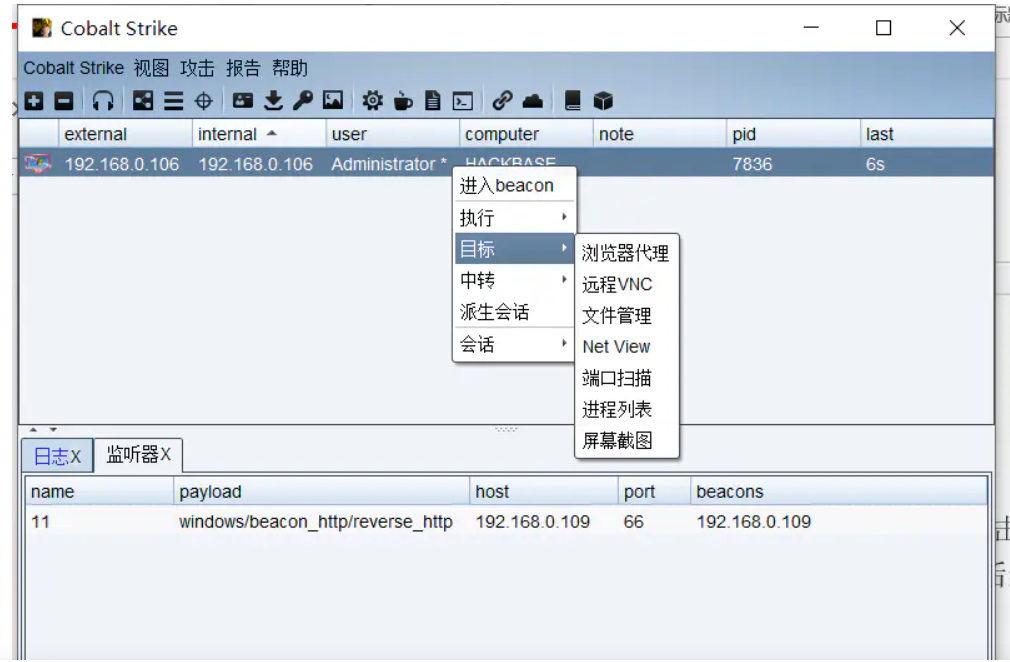 Cobalt Strike
Cobalt Strike 视图 攻击 报告 帮助
external internal user computer note pid last
192.168.0.106 192.168.0.106 Administrator * HACKBASE 7836 6s
进入beacon
执行
目标
中转
派生会话
会话
浏览器代理
远程VNC
文件管理
Net View
端口扫描
进程列表
屏幕截图
日志X 监听器X
name payload host port beacons
11 windows/beacon_http/reverse_http 192.168.0.109 66 192.168.0.109